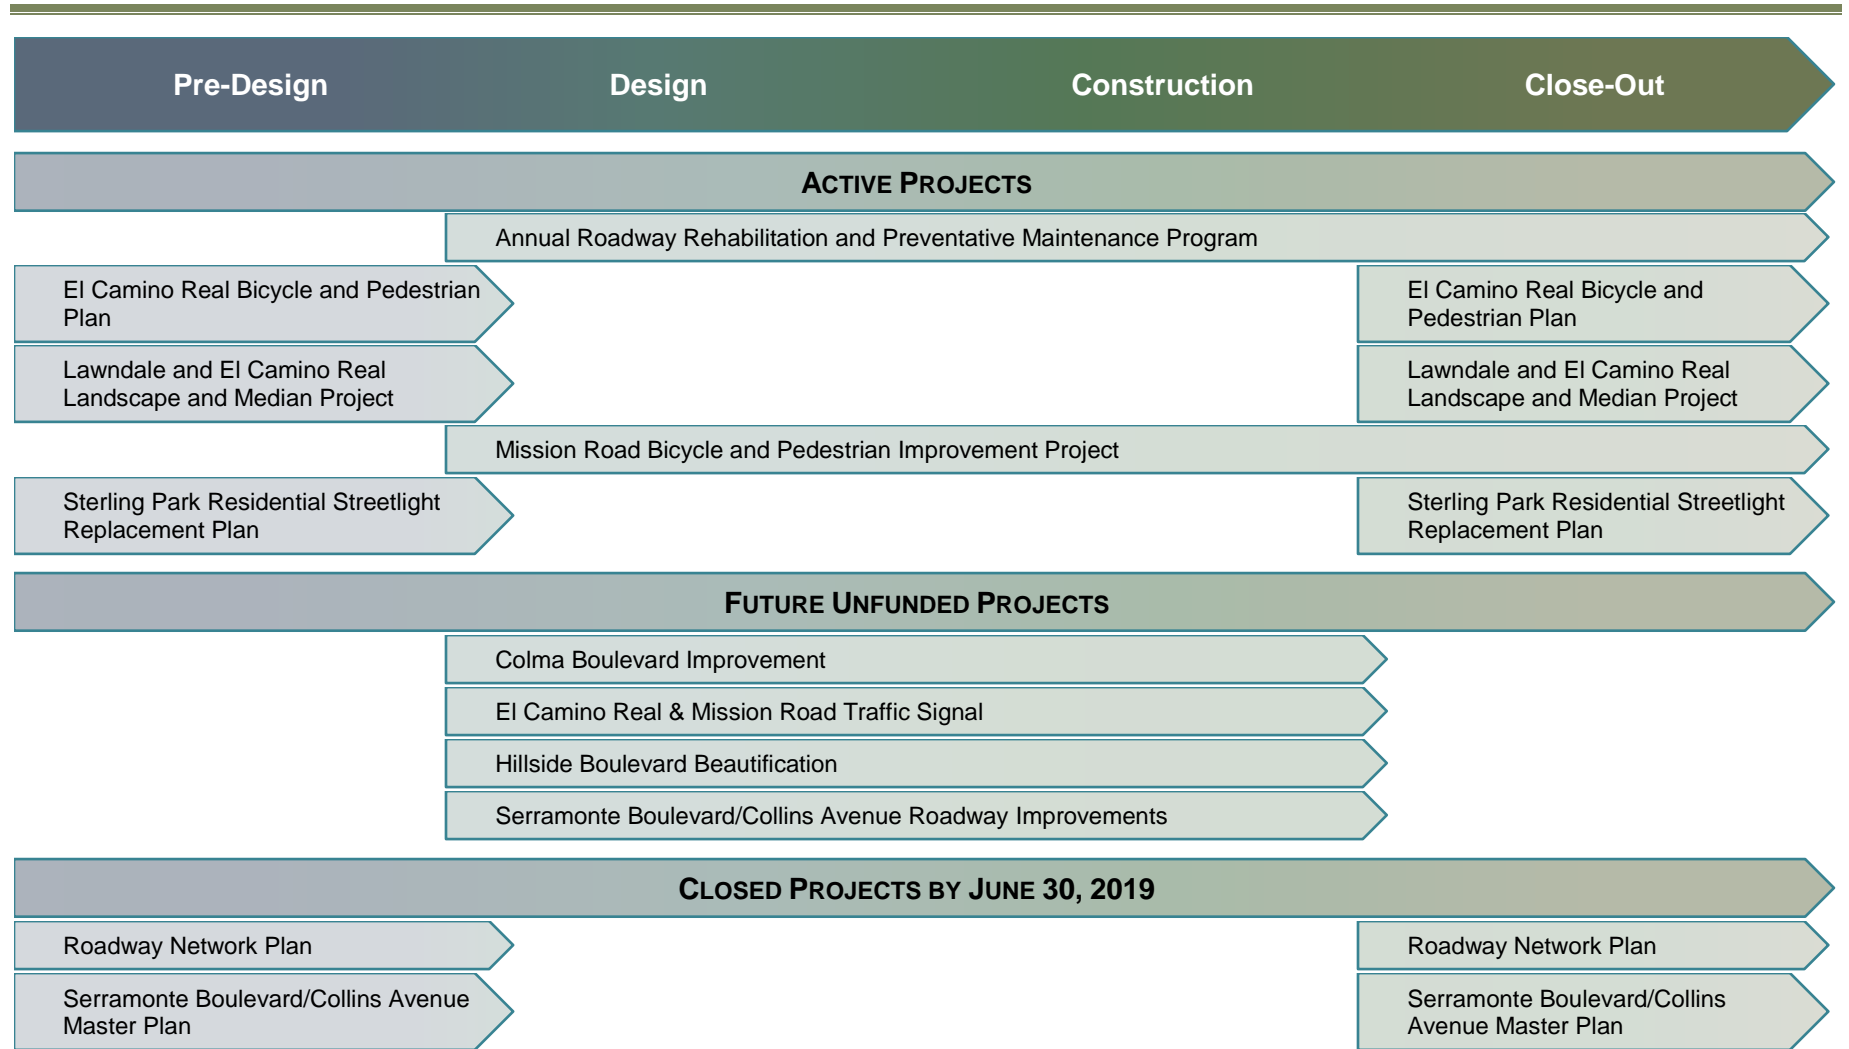 Pre-Design Design Construction Close-Out
ACTIVE PROJECTS
Annual Roadway Rehabilitation and Preventative Maintenance Program
El Camino Real Bicycle and Pedestrian
Plan
El Camino Real Bicycle and
Pedestrian Plan
Lawndale and El Camino Real
Landscape and Median Project
Lawndale and El Camino Real
Landscape and Median Project
Mission Road Bicycle and Pedestrian Improvement Project
Sterling Park Residential Streetlight
Replacement Plan
Sterling Park Residential Streetlight
Replacement Plan
FUTURE UNFUNDED PROJECTS
Colma Boulevard Improvement
El Camino Real & Mission Road Traffic Signal
Hillside Boulevard Beautification
Serramonte Boulevard/Collins Avenue Roadway Improvements
CLOSED PROJECTS BY JUNE 30, 2019
Roadway Network Plan
Roadway Network Plan
Serramonte Boulevard/Collins Avenue
Master Plan
Serramonte Boulevard/Collins
Avenue Master Plan